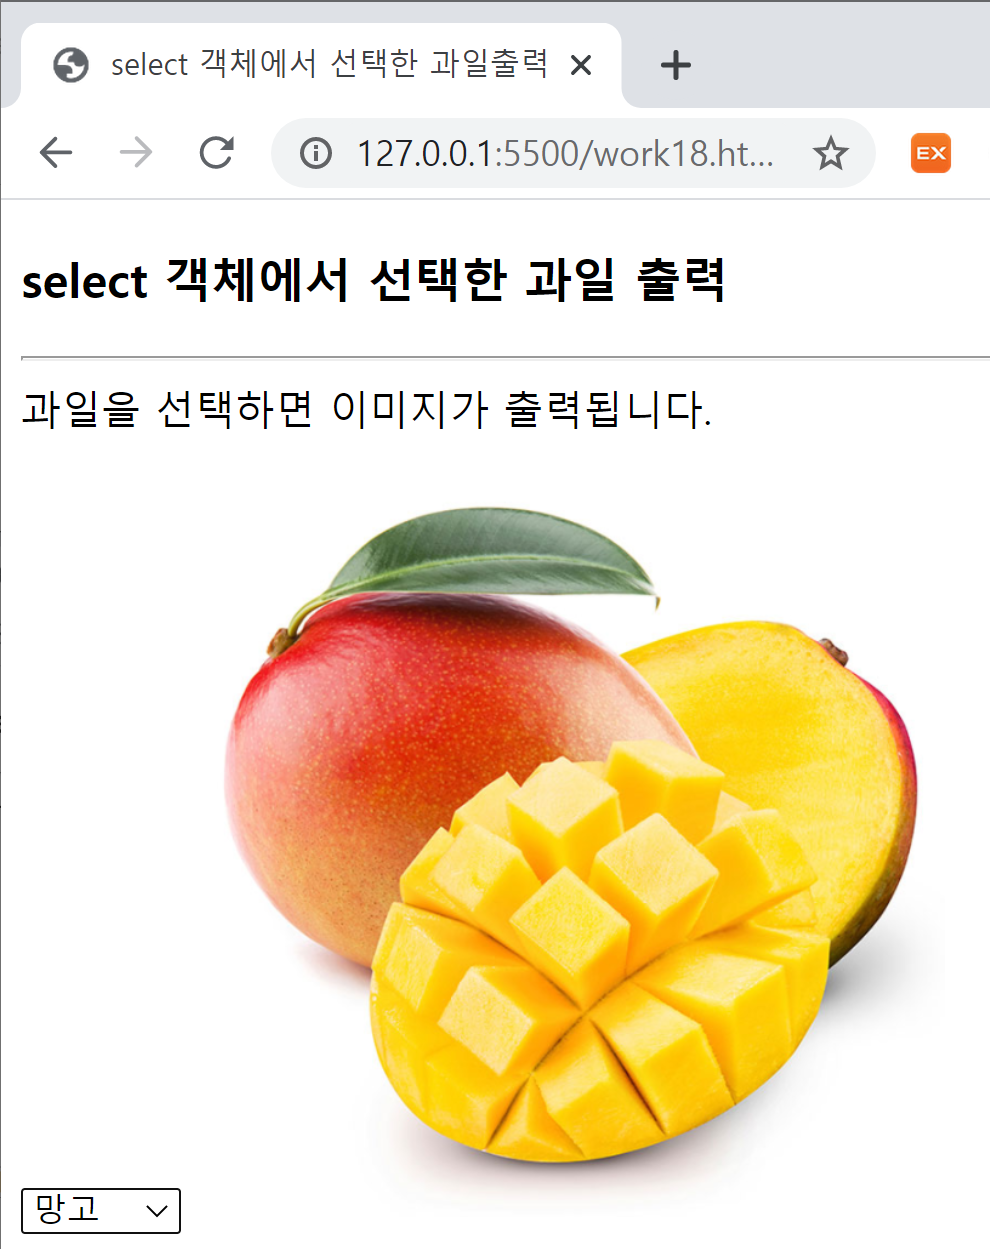 select 객체에서 선택한 과일출력
127.0.0.1:5500/work18.ht...
EX
select 객체에서 선택한 과일 출력
과일을 선택하면 이미지가 출력됩니다.
망고